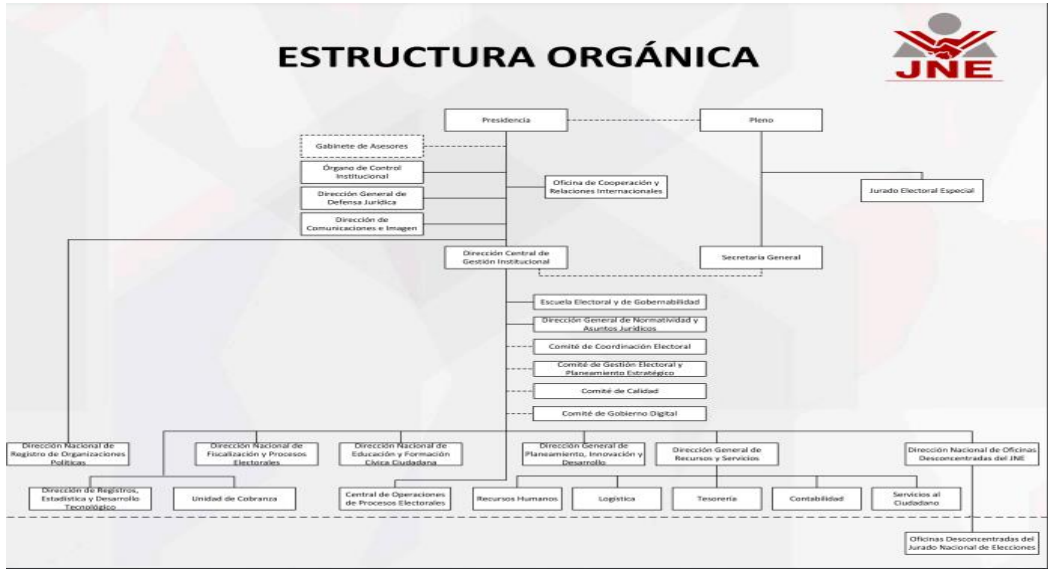 ESTRUCTURA ORGÁNICA
JNE
Presidencia
Pleno
Gabinete de Asesores
Órgano de Control
Institucional
Dirección General de
Defensa Jurídica
Dirección de
Comunicaciones e Imagen
Oficina de Cooperación y
Relaciones Internacionales
Jurado Electoral Especial
Dirección Central de
Gestión Institucional
Secretaría General
Escuela Electoral y de Gobernabilidad
Dirección General de Normatividad y
Asuntos Jurídicos
Comité de Coordinación Electoral
Comité de Gestión Electoral y
Planeamiento Estratégico
Comité de Calidad
Comité de Gobierno Digital
Dirección Nacional de
Registro de Organizaciones
Políticas
Dirección Nacional de
Fiscalización y Procesos
Electorales
Dirección Nacional de
Educación y Formación
Cívica Ciudadana
Dirección General de
Planeamiento, Innovación y
Desarrollo
Dirección General de
Recursos y Servicios
Dirección Nacional de Oficinas
Desconcentradas del JNE
Dirección de Registros,
Estadística y Desarrollo
Tecnológico
Unidad de Cobranza
Central de Operaciones
de Procesos Electorales
Recursos Humanos
Logística
Tesorería
Contabilidad
Servicios al
Ciudadano
Oficinas Desconcentradas del
Jurado Nacional de Elecciones